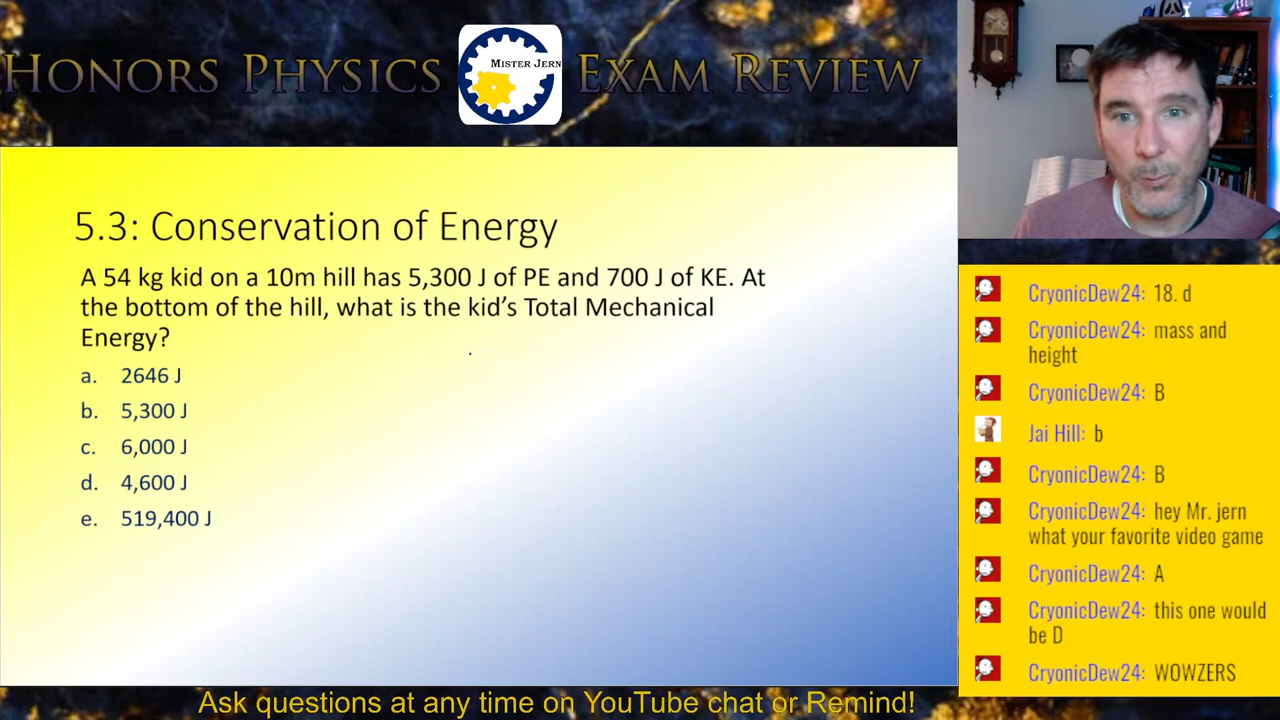 HONORS PHYSICS
MISTER JERN
EXAM REVIEW
5.3: Conservation of Energy
A 54 kg kid on a 10m hill has 5,300 J of PE and 700 J of KE. At
the bottom of the hill, what is the kid's Total Mechanical
Energy?
a. 2646 J
b. 5,300 J
c. 6,000 J
d. 4,600 J
e. 519,400 J
CryonicDew24: 18. d
CryonicDew24: mass and
height
CryonicDew24: B
Jai Hill: b
CryonicDew24: B
CryonicDew24: hey Mr. jern
what your favorite video game
CryonicDew24: A
CryonicDew24: this one would
be D
CryonicDew24: WOWZERS
Ask questions at any time on YouTube chat or Remind!